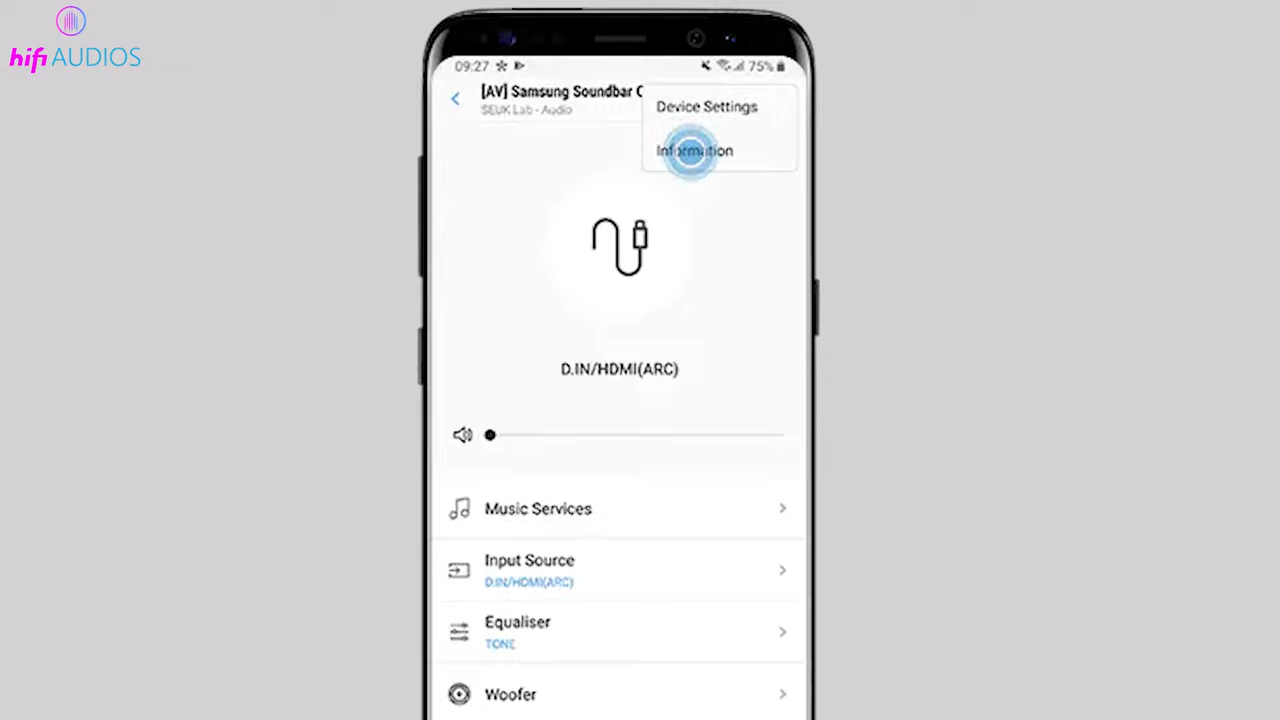 hifi AUDIOS
09:27
75%
[AV] Samsung Soundbar
SEUK Lab - Audio
Device Settings
Information
D.IN/HDMI(ARC)
Music Services
Input Source
D.IN/HDMI(ARC)
Equaliser
TONE
Woofer